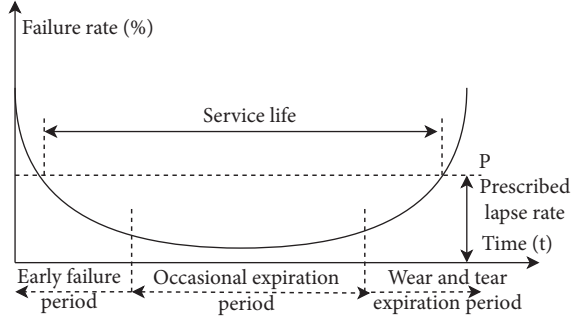 Failure rate (%)
Service life
P
Prescribed
lapse rate
Time (t)
Early failure
period
Occasional expiration
period
Wear and tear
expiration period